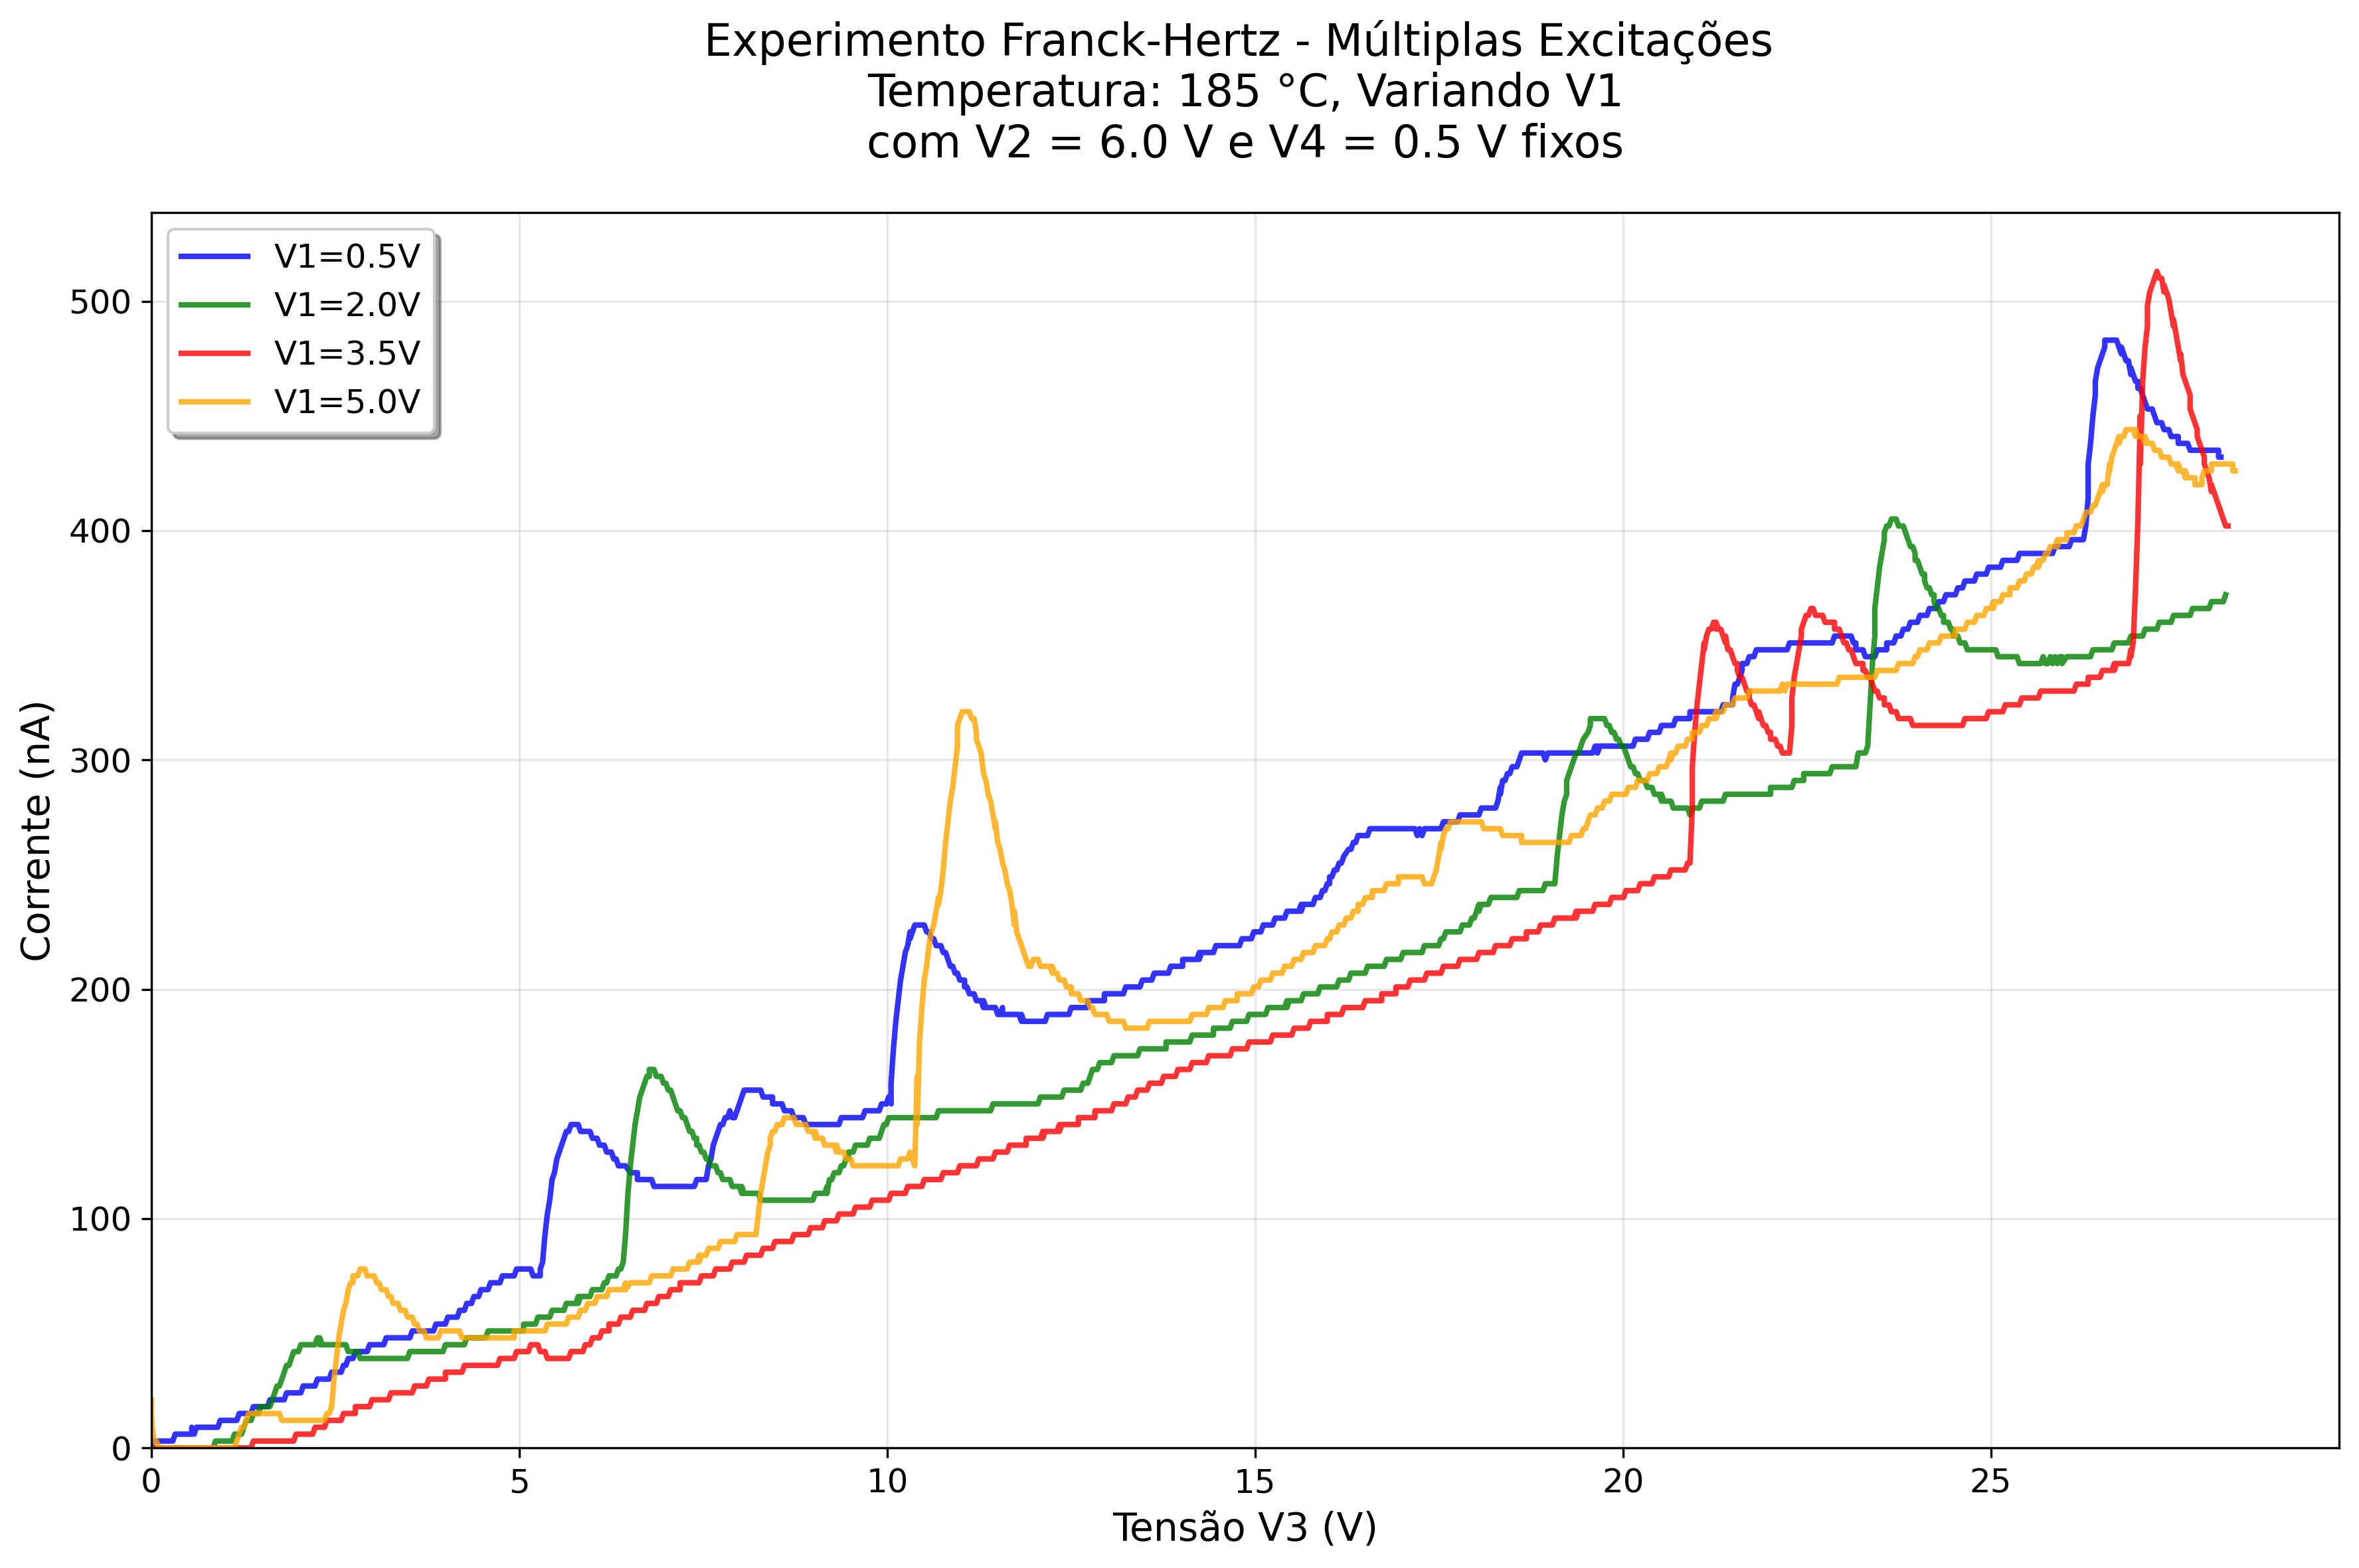 Experimento Franck-Hertz - Múltiplas Excitações
Temperatura: 185 °C, Variando V1
com V2 = 6.0 V e V4 = 0.5 V fixos
V1=0.5V
V1=2.0V
V1=3.5V
V1=5.0V
500
400
300
200
100
0
Corrente (nA)
0 5 10 15 20 25
Tensão V3 (V)